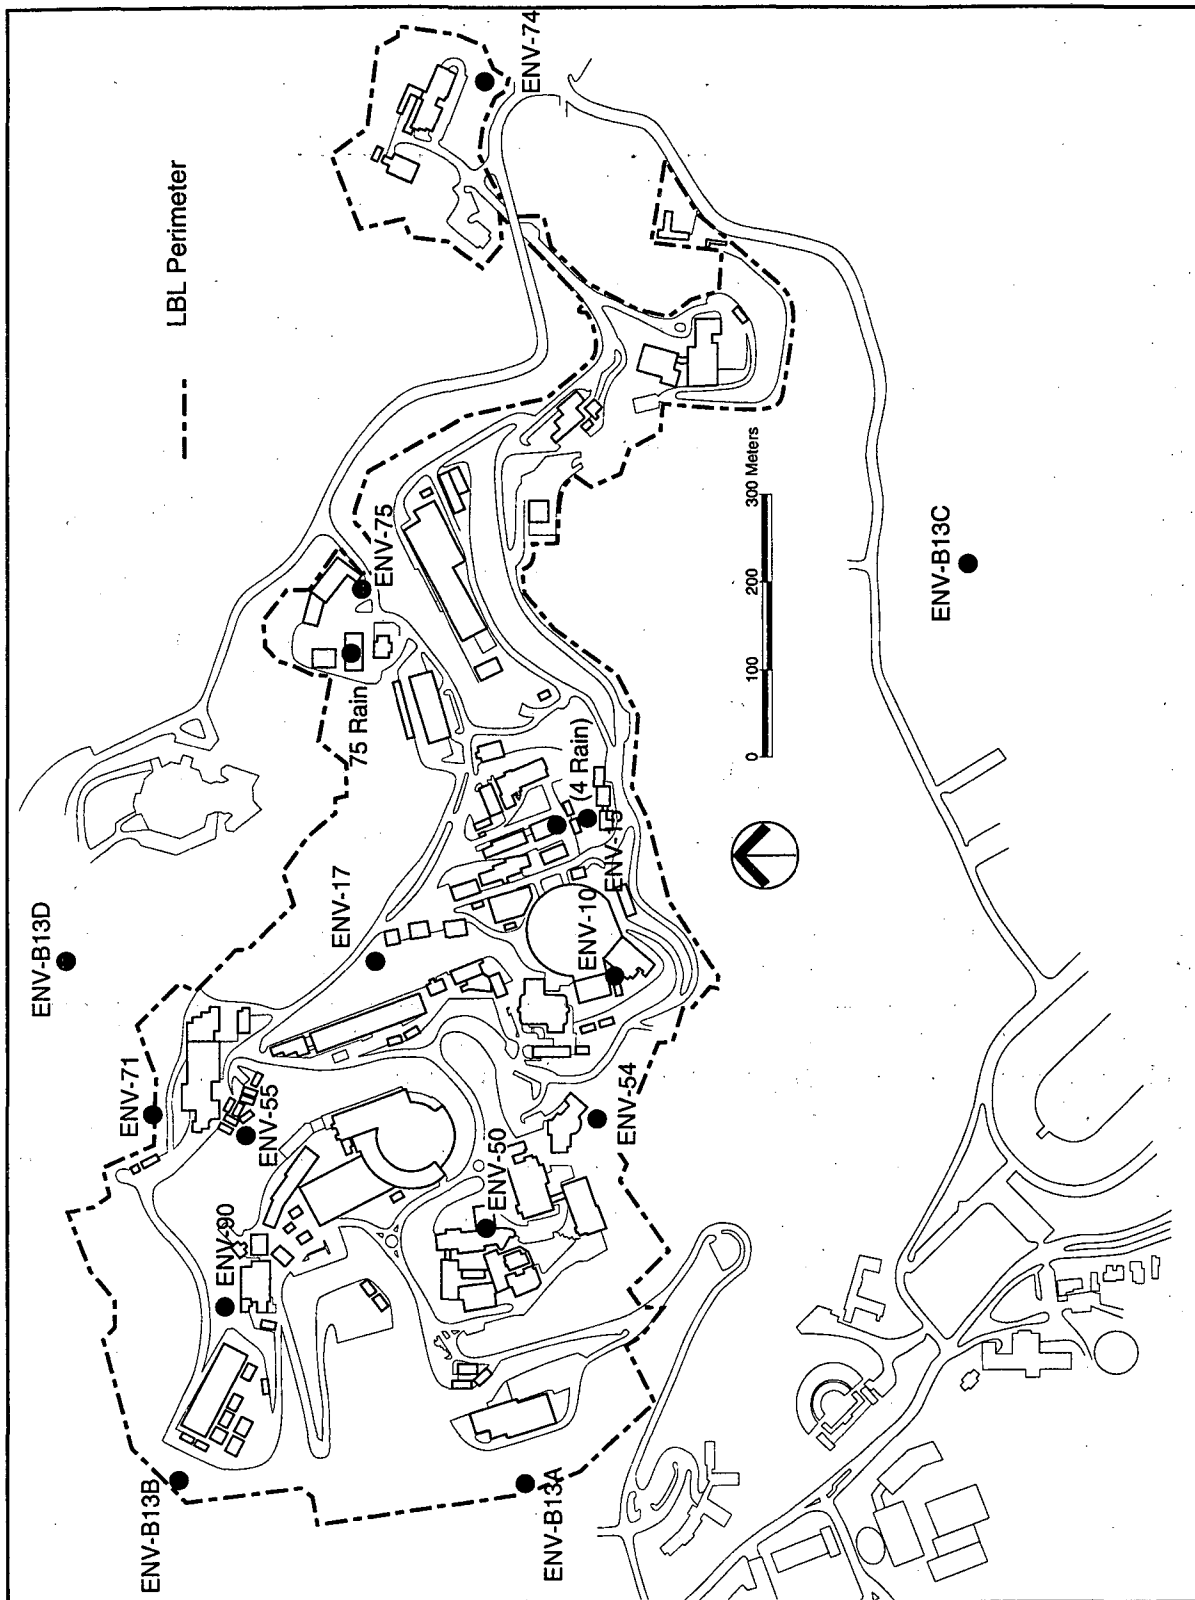 ENV-B13D
ENV-71
ENV-B13B
LBL Perimeter
ENV-90
ENV-55
ENV-17
75 Rain
ENV-75
ENV-50
ENV-74
ENV-B13A
(4 Rain)
ENV-10
ENV-54
0 100 200 300 Meters
ENV-B13C